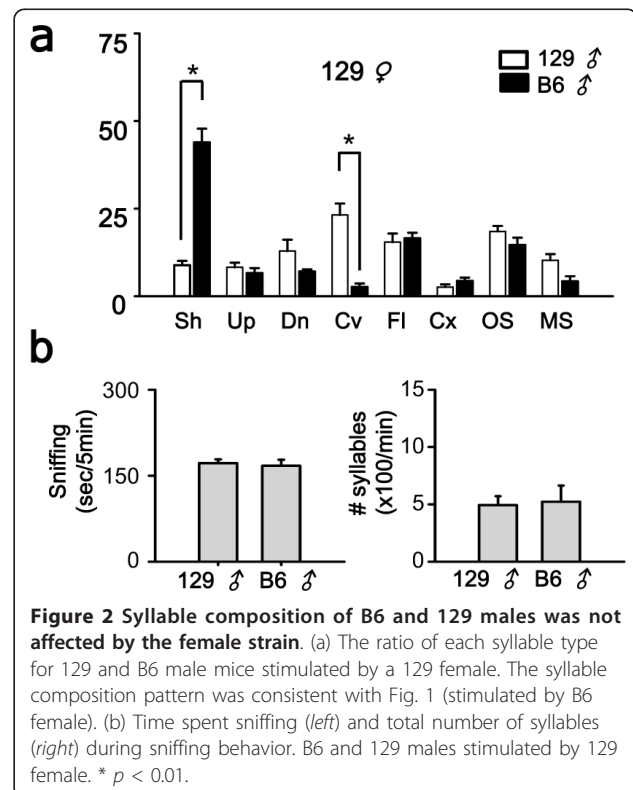 a
75
50
25
0
*
*
129 ♀
129 ♂
B6 ♂
Sh Up Dn Cv Fl Cx OS MS
b
300
150
0
Sniffing
(sec/5min)
129 ♂ B6 ♂
15
10
5
0
# syllables
(x100/min)
129 ♂ B6 ♂
Figure 2 Syllable composition of B6 and 129 males was not
affected by the female strain. (a) The ratio of each syllable type
for 129 and B6 male mice stimulated by a 129 female. The syllable
composition pattern was consistent with Fig. 1 (stimulated by B6
female). (b) Time spent sniffing (left) and total number of syllables
(right) during sniffing behavior. B6 and 129 males stimulated by 129
female. * p < 0.01.